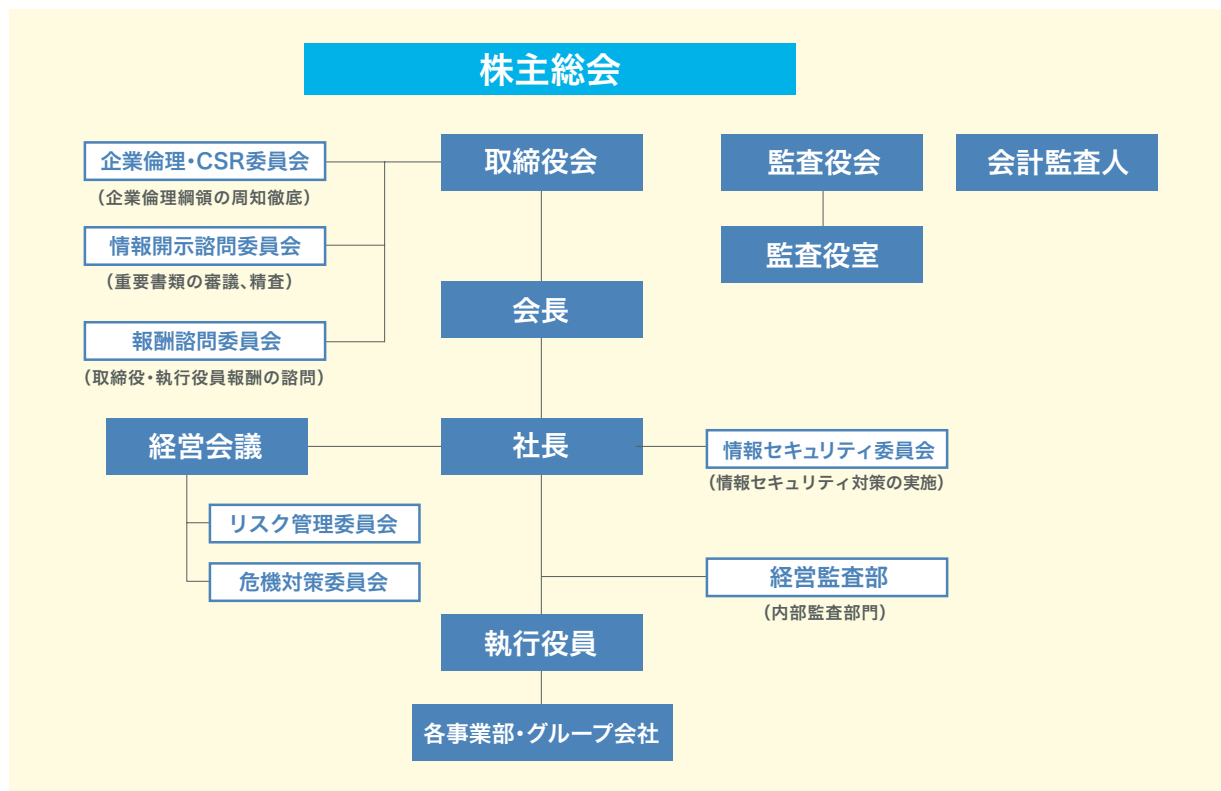 株主総会
企業倫理・CSR委員会
（企業倫理綱領の周知徹底）
取締役会
監査役会
会計監査人
情報開示諮問委員会
（重要書類の審議、精査）
監査役室
会長
報酬諮問委員会
（取締役・執行役員報酬の諮問）
経営会議
社長
情報セキュリティ委員会
（情報セキュリティ対策の実施）
リスク管理委員会
危機対策委員会
経営監査部
（内部監査部門）
執行役員
各事業部・グループ会社